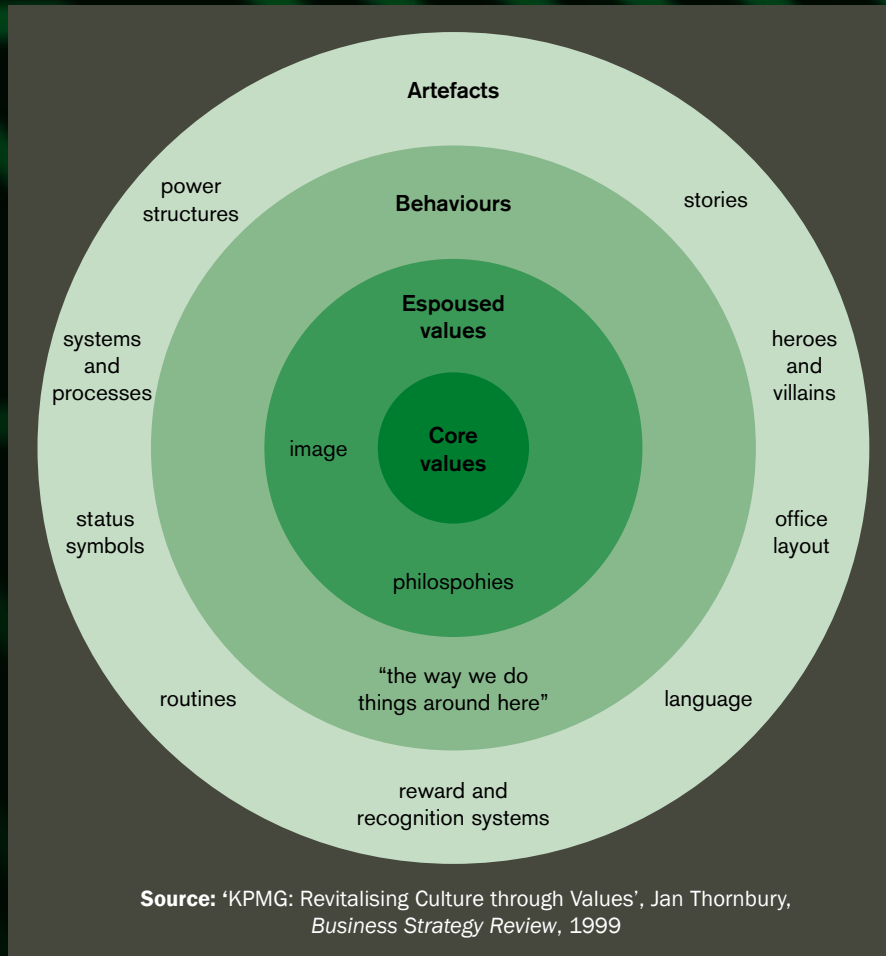 Artefacts
power
structures
stories
Behaviours
Espoused
values
systems
and
processes
heroes
and
villains
image
Core
values
status
symbols
office
layout
philospohies
“the way we do
things around here”
routines
language
reward and
recognition systems
Source: ‘KPMG: Revitalising Culture through Values’, Jan Thornbury,
Business Strategy Review, 1999